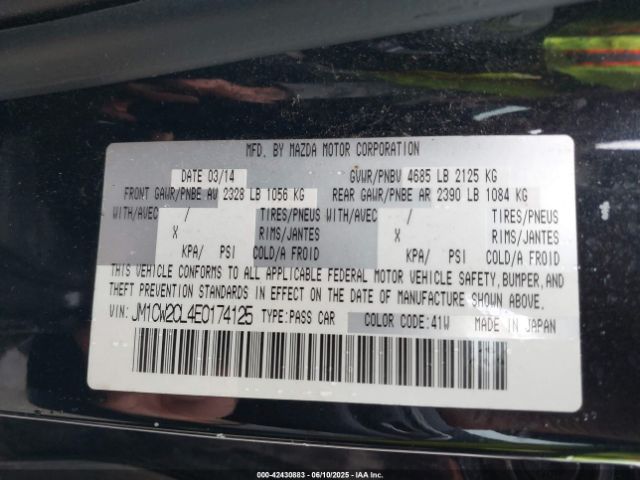 MFD. BY MAZDA MOTOR CORPORATION
DATE 03/14 GVWR/PNBV 4685 LB 2125 KG
FRONT GAWR/PNBE AV 2328 LB 1056 KG REAR GAWR/PNBE AR 2390 LB 1084 KG
WITH/AVEC / TIRES/PNEUS WITH/AVEC / TIRES/PNEUS
X RIMS/JANTES X RIMS/JANTES
KPA/ PSI COLD/A FROID KPA/ PSI COLD/A FROID
THIS VEHICLE CONFORMS TO ALL APPLICABLE FEDERAL MOTOR VEHICLE SAFETY, BUMPER, AND
THEFT PREVENTION STANDARDS IN EFFECT ON THE DATE OF MANUFACTURE SHOWN ABOVE.
VIN: JM1CW2CL4E0174125 TYPE:PASS CAR COLOR CODE:41W MADE IN JAPAN
000-42430883 - 06/10/2025 - IAA Inc.